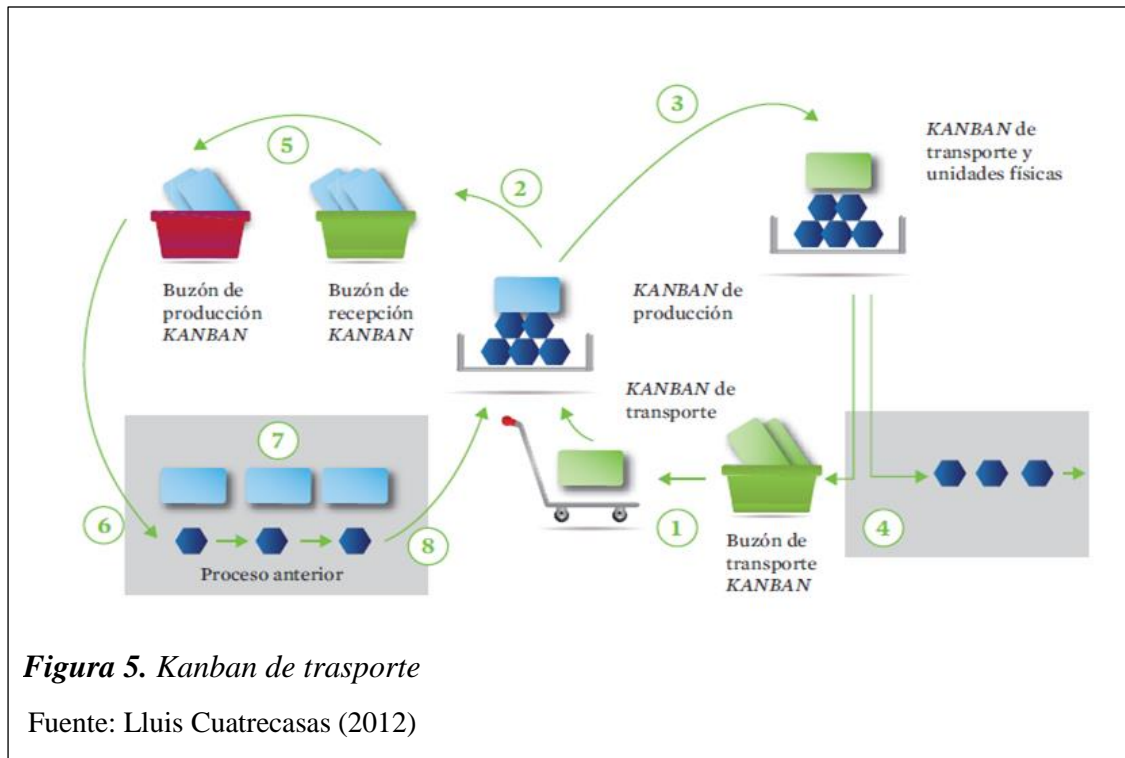 3
KANBAN de
transporte y
unidades físicas
5
2
Buzón de
producción
KANBAN
Buzón de
recepción
KANBAN
KANBAN de
producción
KANBAN de
transporte
7
6
8
1
4
Proceso anterior
Buzón de
transporte
KANBAN
Figura 5. Kanban de trasporte
Fuente: Lluis Cuatrecasas (2012)